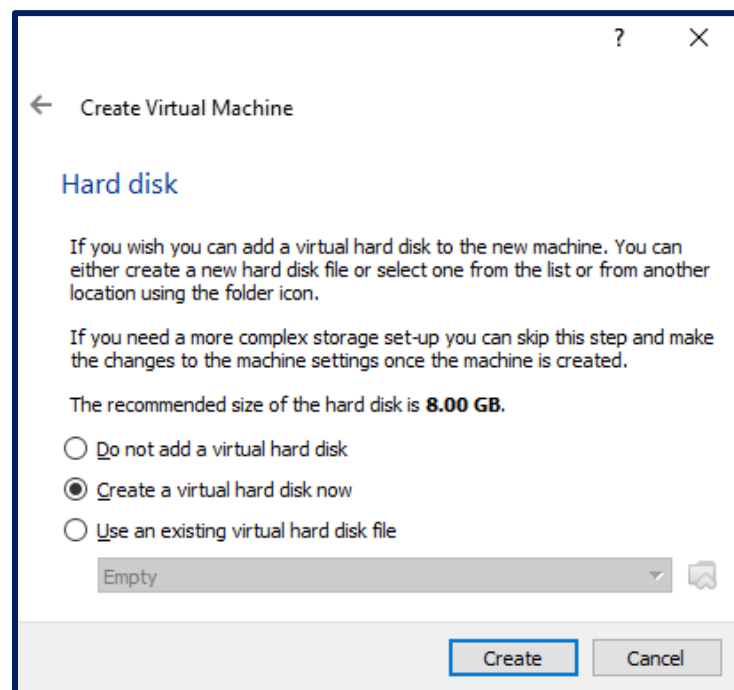 ?
Create Virtual Machine
Hard disk
If you wish you can add a virtual hard disk to the new machine. You can
either create a new hard disk file or select one from the list or from another
location using the folder icon.
If you need a more complex storage set-up you can skip this step and make
the changes to the machine settings once the machine is created.
The recommended size of the hard disk is 8.00 GB.
Do not add a virtual hard disk
Create a virtual hard disk now
Use an existing virtual hard disk file
Empty
Create Cancel